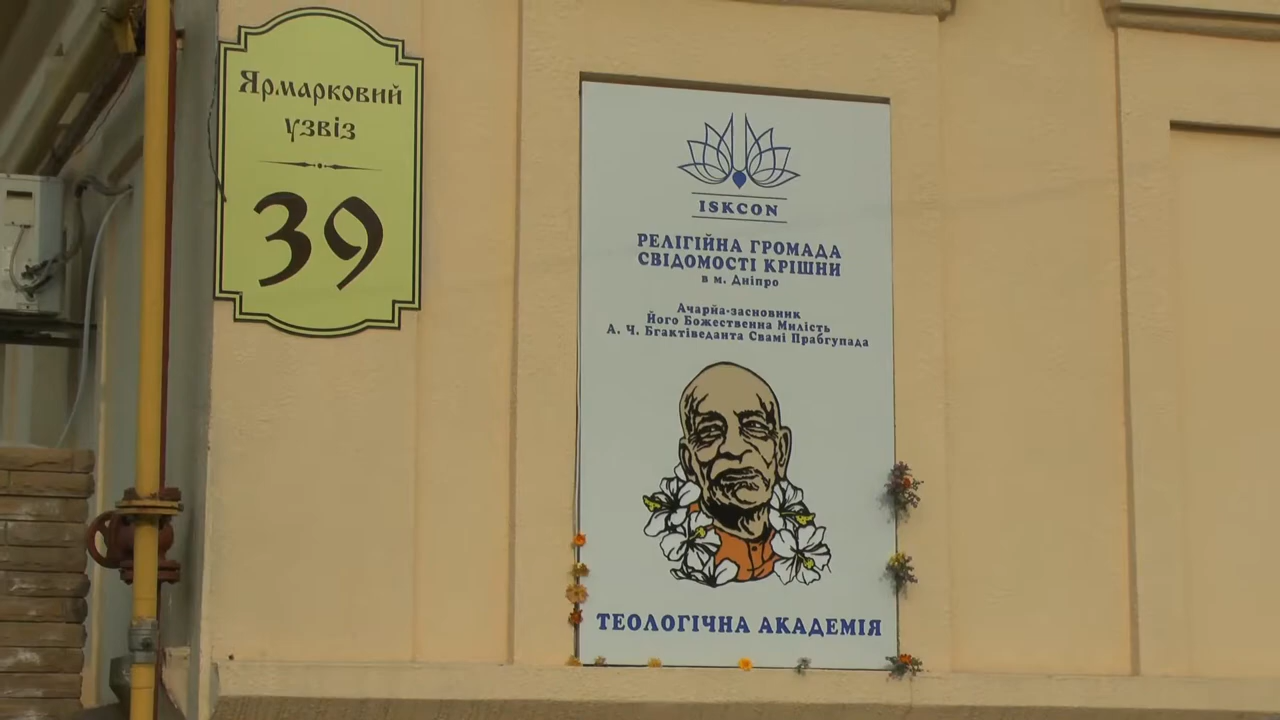 Ярмарковий
узвіз
39
ISKCON
РЕЛІГІЙНА ГРОМАДА
СВІДОМОСТІ КРІШНИ
в м. Дніпро
Ачарйа-засновник
Його Божественна Милість
А. Ч. Бгактіведанта Свамі Прабгупада
ТЕОЛОГІЧНА АКАДЕМІЯ